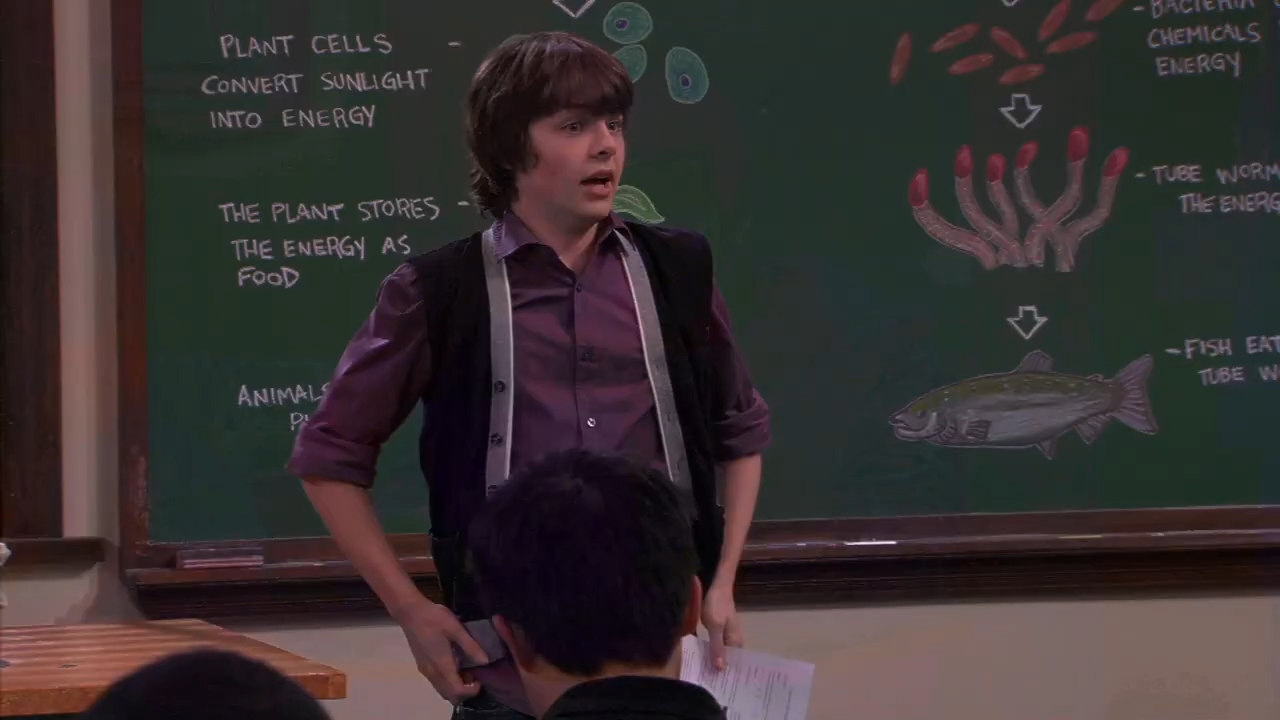 PLANT CELLS -
CONVERT SUNLIGHT
INTO ENERGY
THE PLANT STORES -
THE ENERGY AS
FOOD
ANIMALS
- BACTERIA
CHEMICALS
ENERGY
- TUBE WORM
THE ENERG
- FISH EAT
TUBE WO